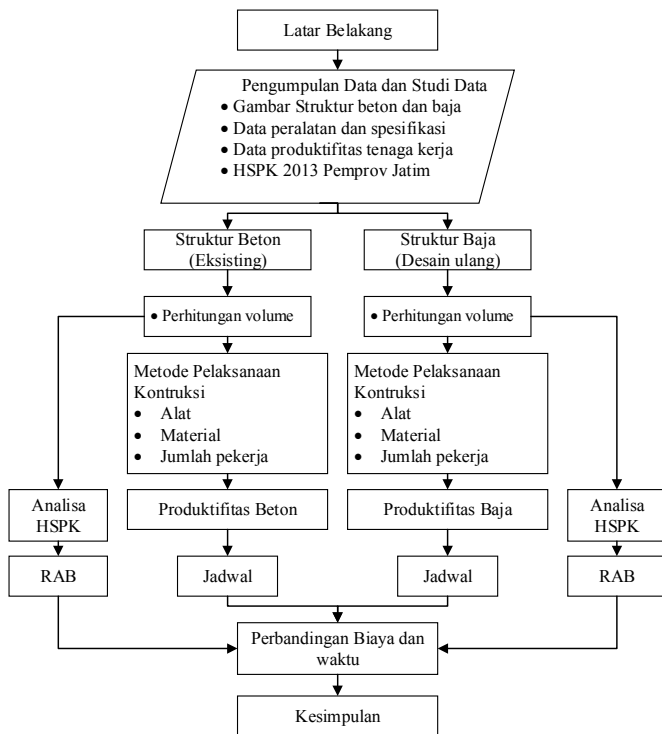 Latar Belakang
Pengumpulan Data dan Studi Data
• Gambar Struktur beton dan baja
• Data peralatan dan spesifikasi
• Data produktifitas tenaga kerja
• HSPK 2013 Pemprov Jatim
Struktur Beton
(Eksisting)
Struktur Baja
(Desain ulang)
• Perhitungan volume
• Perhitungan volume
Metode Pelaksanaan
Kontruksi
• Alat
• Material
• Jumlah pekerja
Metode Pelaksanaan
Kontruksi
• Alat
• Material
• Jumlah pekerja
Analisa
HSPK
Produktifitas Beton
Produktifitas Baja
Analisa
HSPK
RAB
Jadwal
Jadwal
RAB
Perbandingan Biaya dan
waktu
Kesimpulan